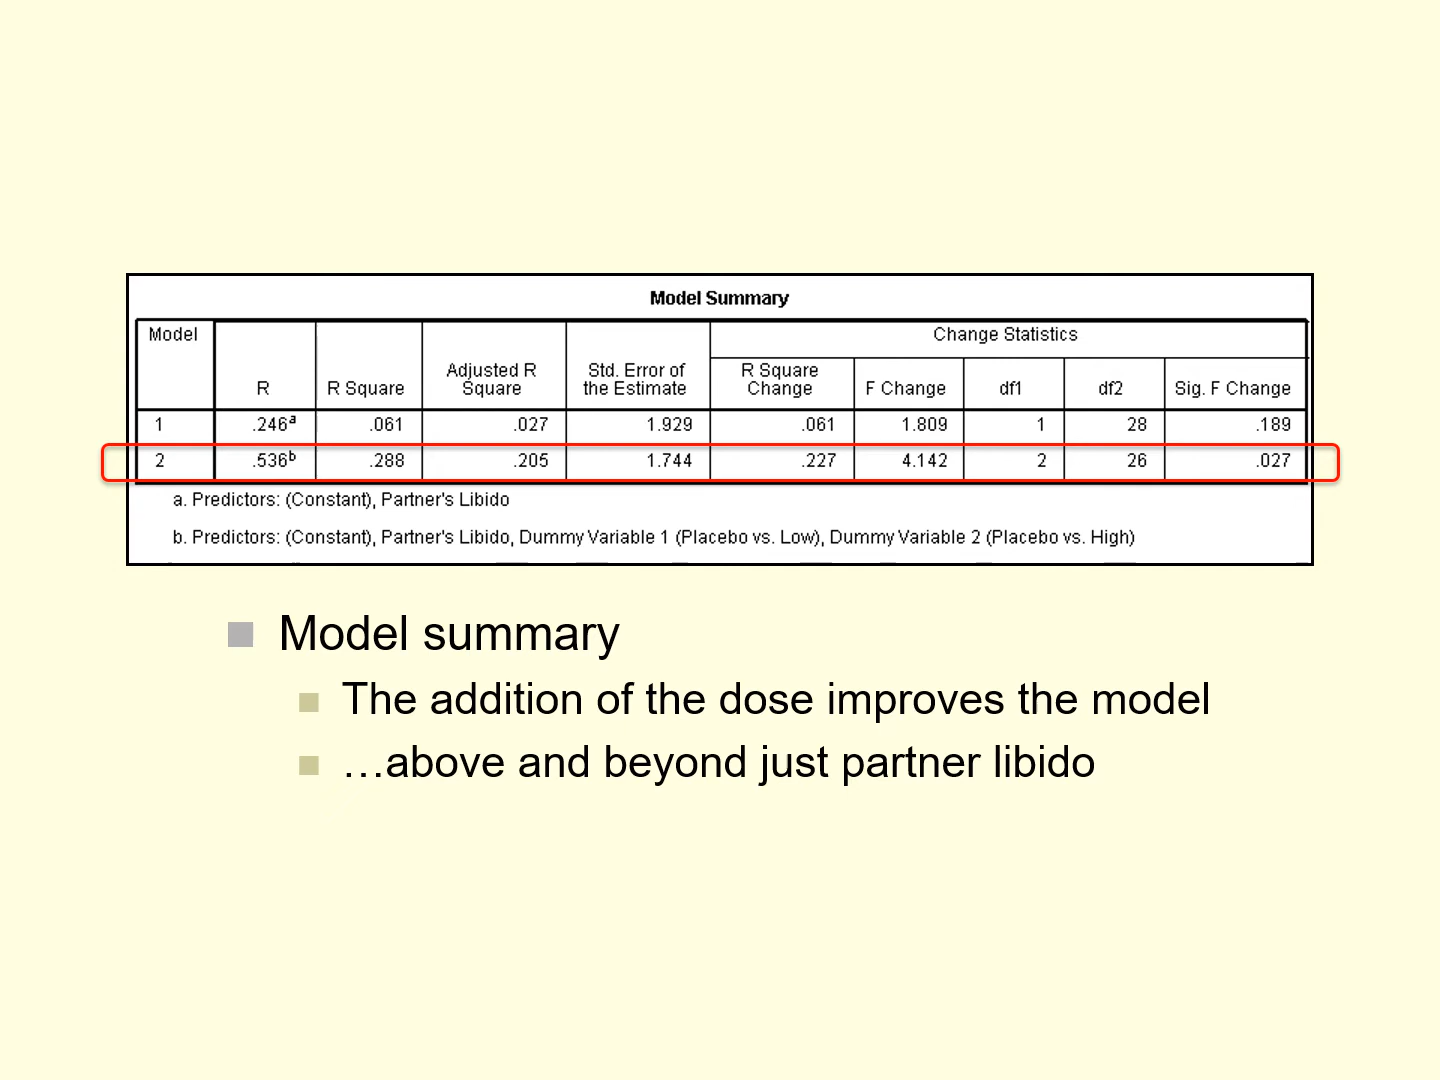 Model Summary
Model R R Square Adjusted R Square Std. Error of the Estimate Change Statistics
R Square Change F Change df1 df2 Sig. F Change
1 .246a .061 .027 1.929 .061 1.809 1 28 .189
2 .536b .288 .205 1.744 .227 4.142 2 26 .027
a. Predictors: (Constant), Partner's Libido
b. Predictors: (Constant), Partner's Libido, Dummy Variable 1 (Placebo vs. Low), Dummy Variable 2 (Placebo vs. High)
Model summary
The addition of the dose improves the model
…above and beyond just partner libido